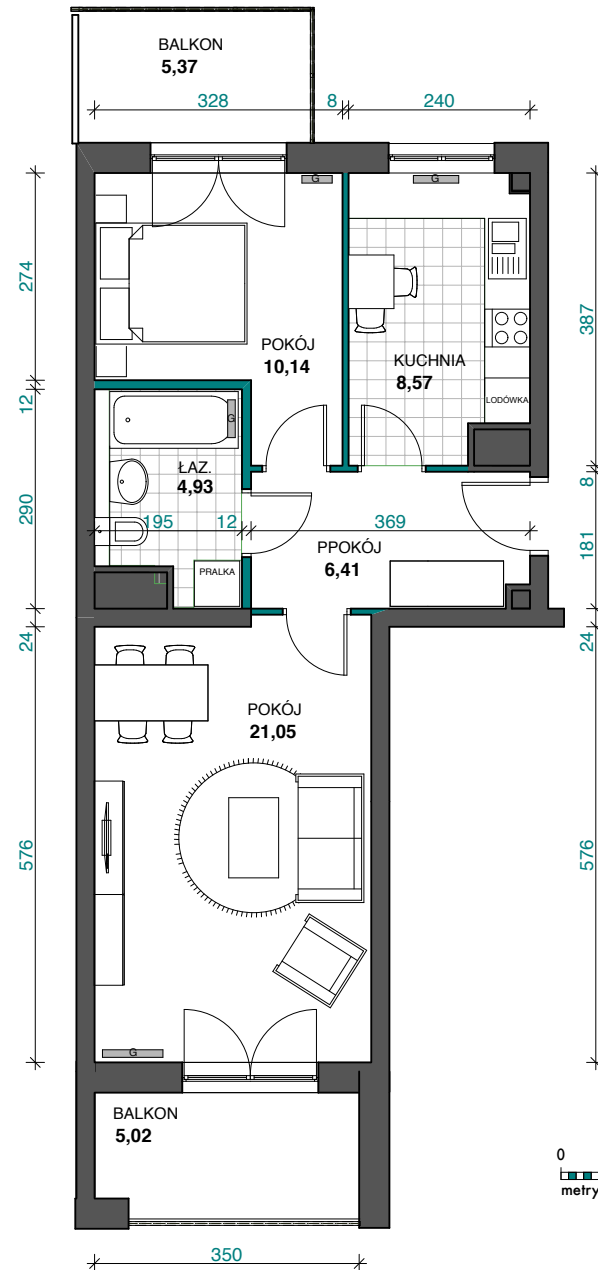 BALKON
5,37
328
8
240
G
G
274
387
POKÓJ
10,14
KUCHNIA
8,57
LODÓWKA
12
G
ŁAZ.
4,93
290
8
195
12
369
PPOKÓJ
6,41
181
PRALKA
24
24
POKÓJ
21,05
576
576
G
BALKON
5,02
0
metry
350